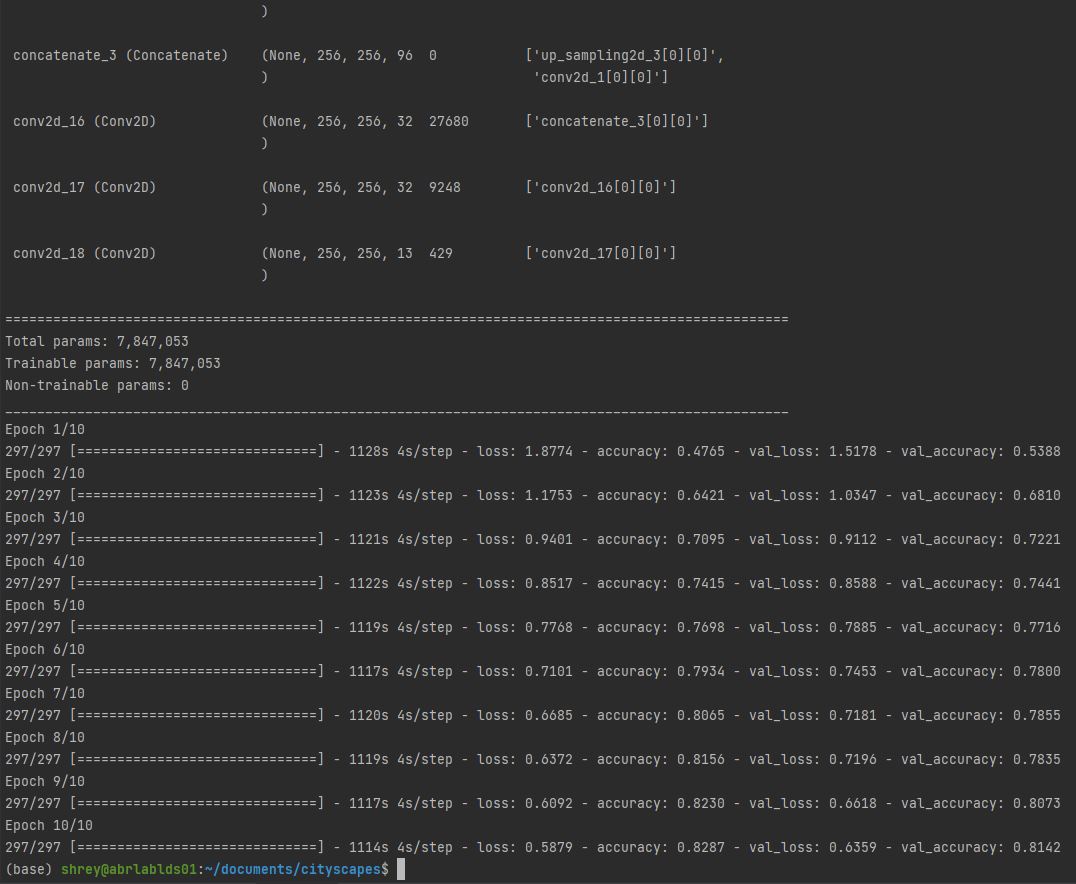 )
concatenate_3 (Concatenate) (None, 256, 256, 96 0 ['up_sampling2d_3[0][0]',
) 'conv2d_1[0][0]']
conv2d_16 (Conv2D) (None, 256, 256, 32 27680 ['concatenate_3[0][0]']
)
conv2d_17 (Conv2D) (None, 256, 256, 32 9248 ['conv2d_16[0][0]']
)
conv2d_18 (Conv2D) (None, 256, 256, 13 429 ['conv2d_17[0][0]']
)
==================================================================================================
Total params: 7,847,053
Trainable params: 7,847,053
Non-trainable params: 0
__________________________________________________________________________________________________
Epoch 1/10
297/297 [==============================] - 1128s 4s/step - loss: 1.8774 - accuracy: 0.4765 - val_loss: 1.5178 - val_accuracy: 0.5388
Epoch 2/10
297/297 [==============================] - 1123s 4s/step - loss: 1.1753 - accuracy: 0.6421 - val_loss: 1.0347 - val_accuracy: 0.6810
Epoch 3/10
297/297 [==============================] - 1121s 4s/step - loss: 0.9401 - accuracy: 0.7095 - val_loss: 0.9112 - val_accuracy: 0.7221
Epoch 4/10
297/297 [==============================] - 1122s 4s/step - loss: 0.8517 - accuracy: 0.7415 - val_loss: 0.8588 - val_accuracy: 0.7441
Epoch 5/10
297/297 [==============================] - 1119s 4s/step - loss: 0.7768 - accuracy: 0.7698 - val_loss: 0.7885 - val_accuracy: 0.7716
Epoch 6/10
297/297 [==============================] - 1117s 4s/step - loss: 0.7101 - accuracy: 0.7934 - val_loss: 0.7453 - val_accuracy: 0.7800
Epoch 7/10
297/297 [==============================] - 1120s 4s/step - loss: 0.6685 - accuracy: 0.8065 - val_loss: 0.7181 - val_accuracy: 0.7855
Epoch 8/10
297/297 [==============================] - 1119s 4s/step - loss: 0.6372 - accuracy: 0.8156 - val_loss: 0.7196 - val_accuracy: 0.7835
Epoch 9/10
297/297 [==============================] - 1117s 4s/step - loss: 0.6092 - accuracy: 0.8230 - val_loss: 0.6618 - val_accuracy: 0.8073
Epoch 10/10
297/297 [==============================] - 1114s 4s/step - loss: 0.5879 - accuracy: 0.8287 - val_loss: 0.6359 - val_accuracy: 0.8142
(base) shrey@abrlablds01:~/documents/cityscapes$